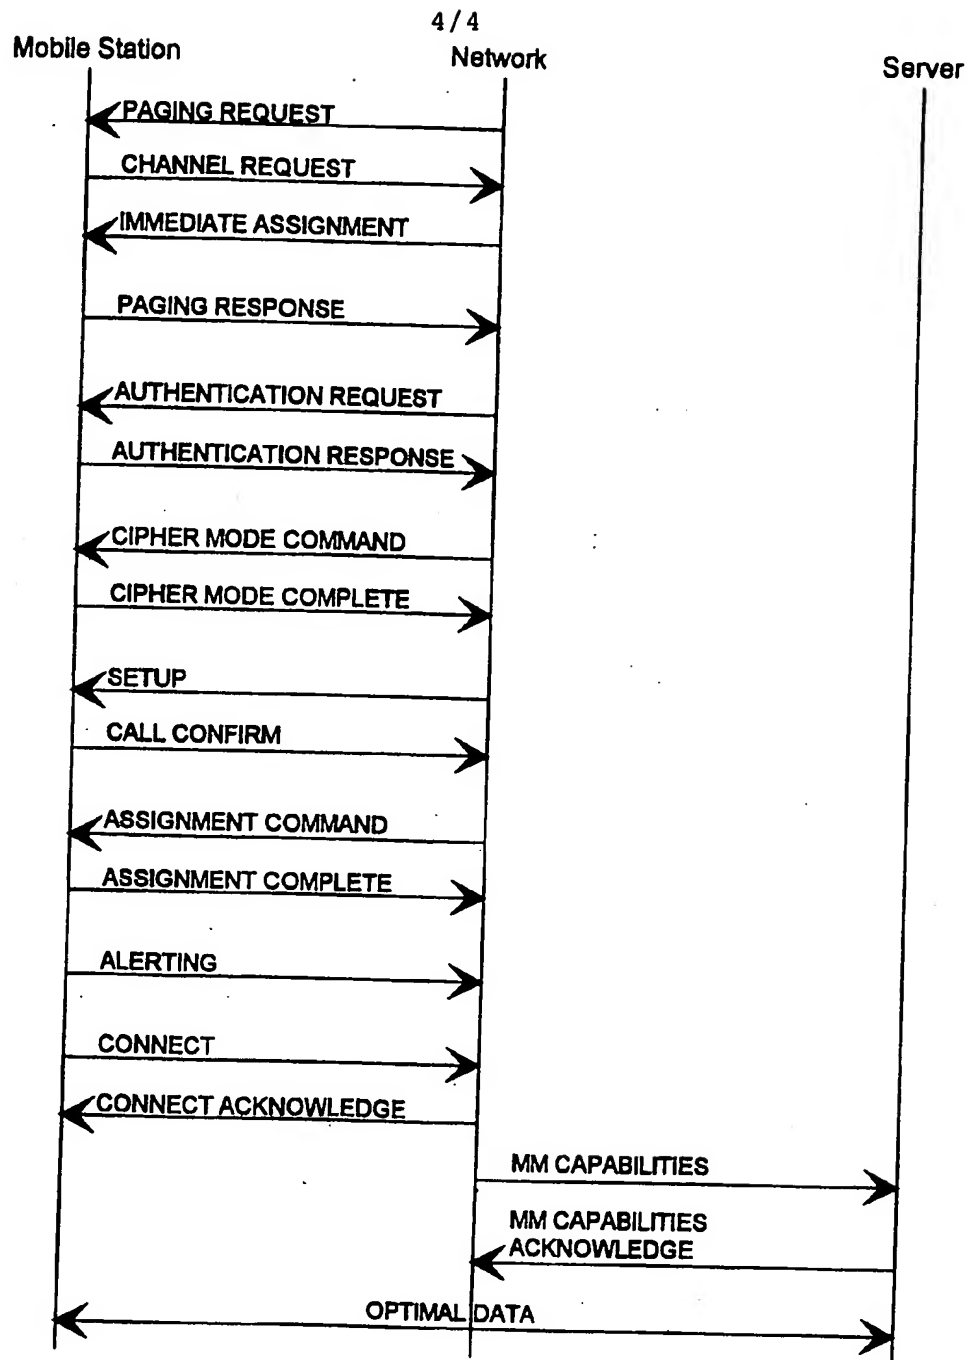 4/4
Mobile Station
Network
Server
PAGING REQUEST
CHANNEL REQUEST
IMMEDIATE ASSIGNMENT
PAGING RESPONSE
AUTHENTICATION REQUEST
AUTHENTICATION RESPONSE
CIPHER MODE COMMAND
CIPHER MODE COMPLETE
SETUP
CALL CONFIRM
ASSIGNMENT COMMAND
ASSIGNMENT COMPLETE
ALERTING
CONNECT
CONNECT ACKNOWLEDGE
MM CAPABILITIES
MM CAPABILITIES
ACKNOWLEDGE
OPTIMAL DATA